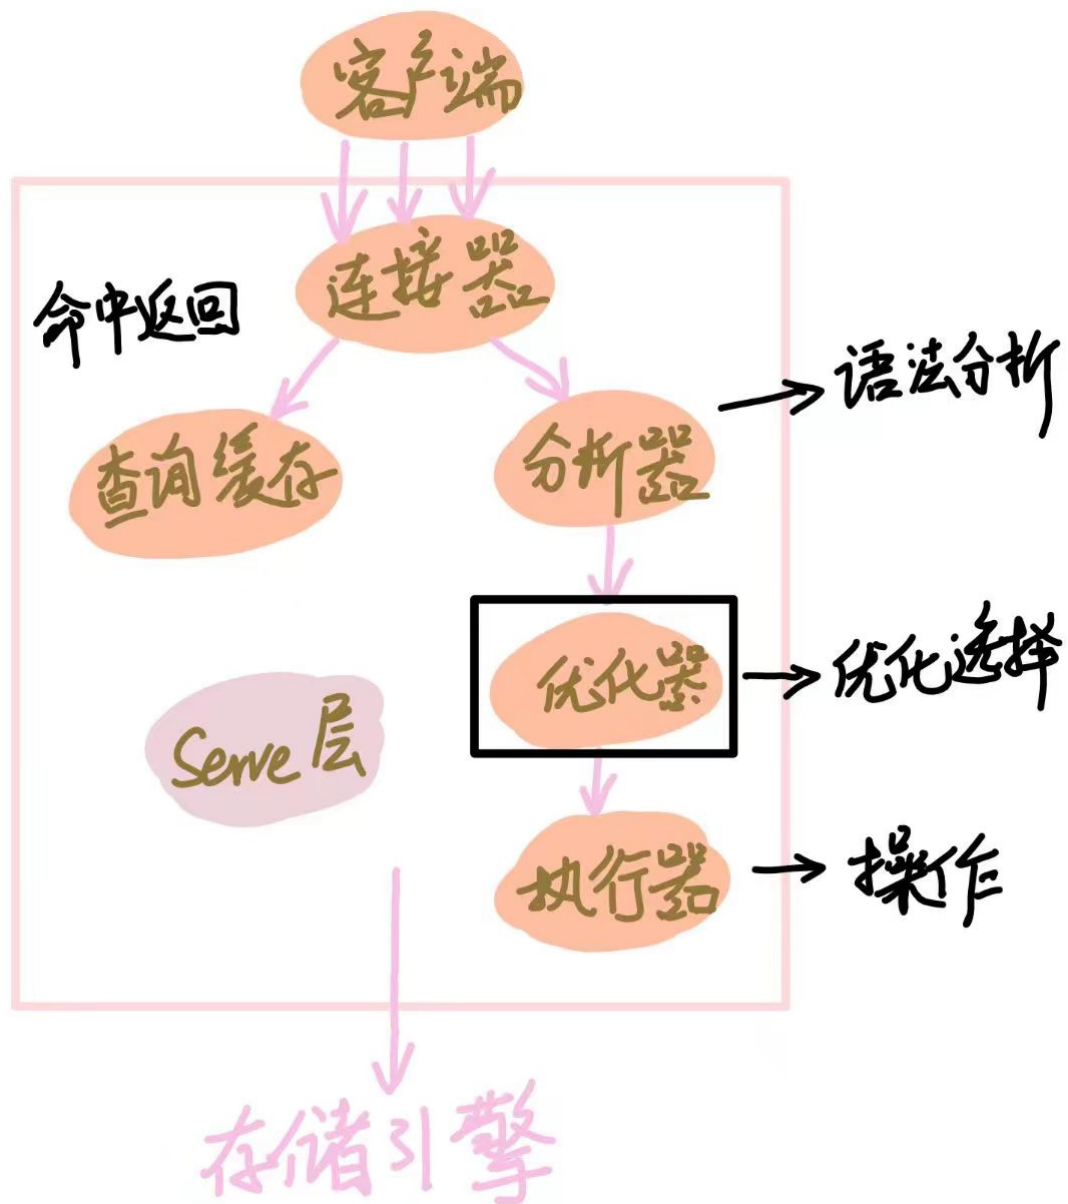 客户端
连接器
命中返回
语法分析
查询缓存
分析器
优化器
优化选择
Serve层
执行器
操作
存储引擎